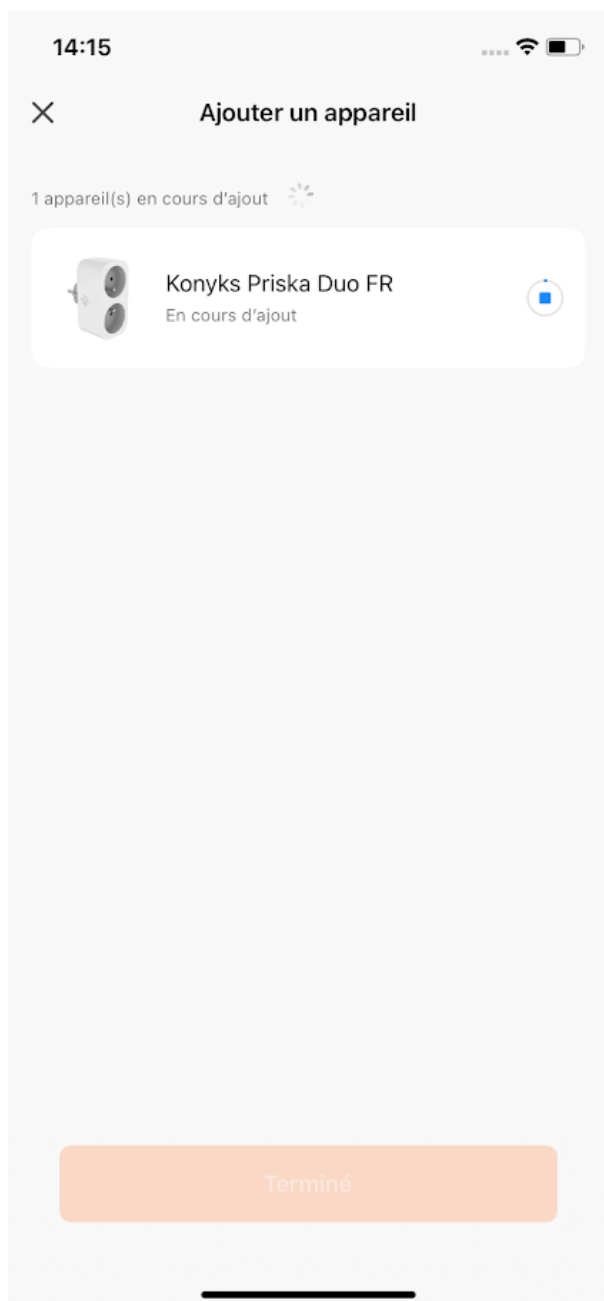 14:15
Ajouter un appareil
1 appareil(s) en cours d'ajout
Konyks Priska Duo FR
En cours d'ajout
Terminé